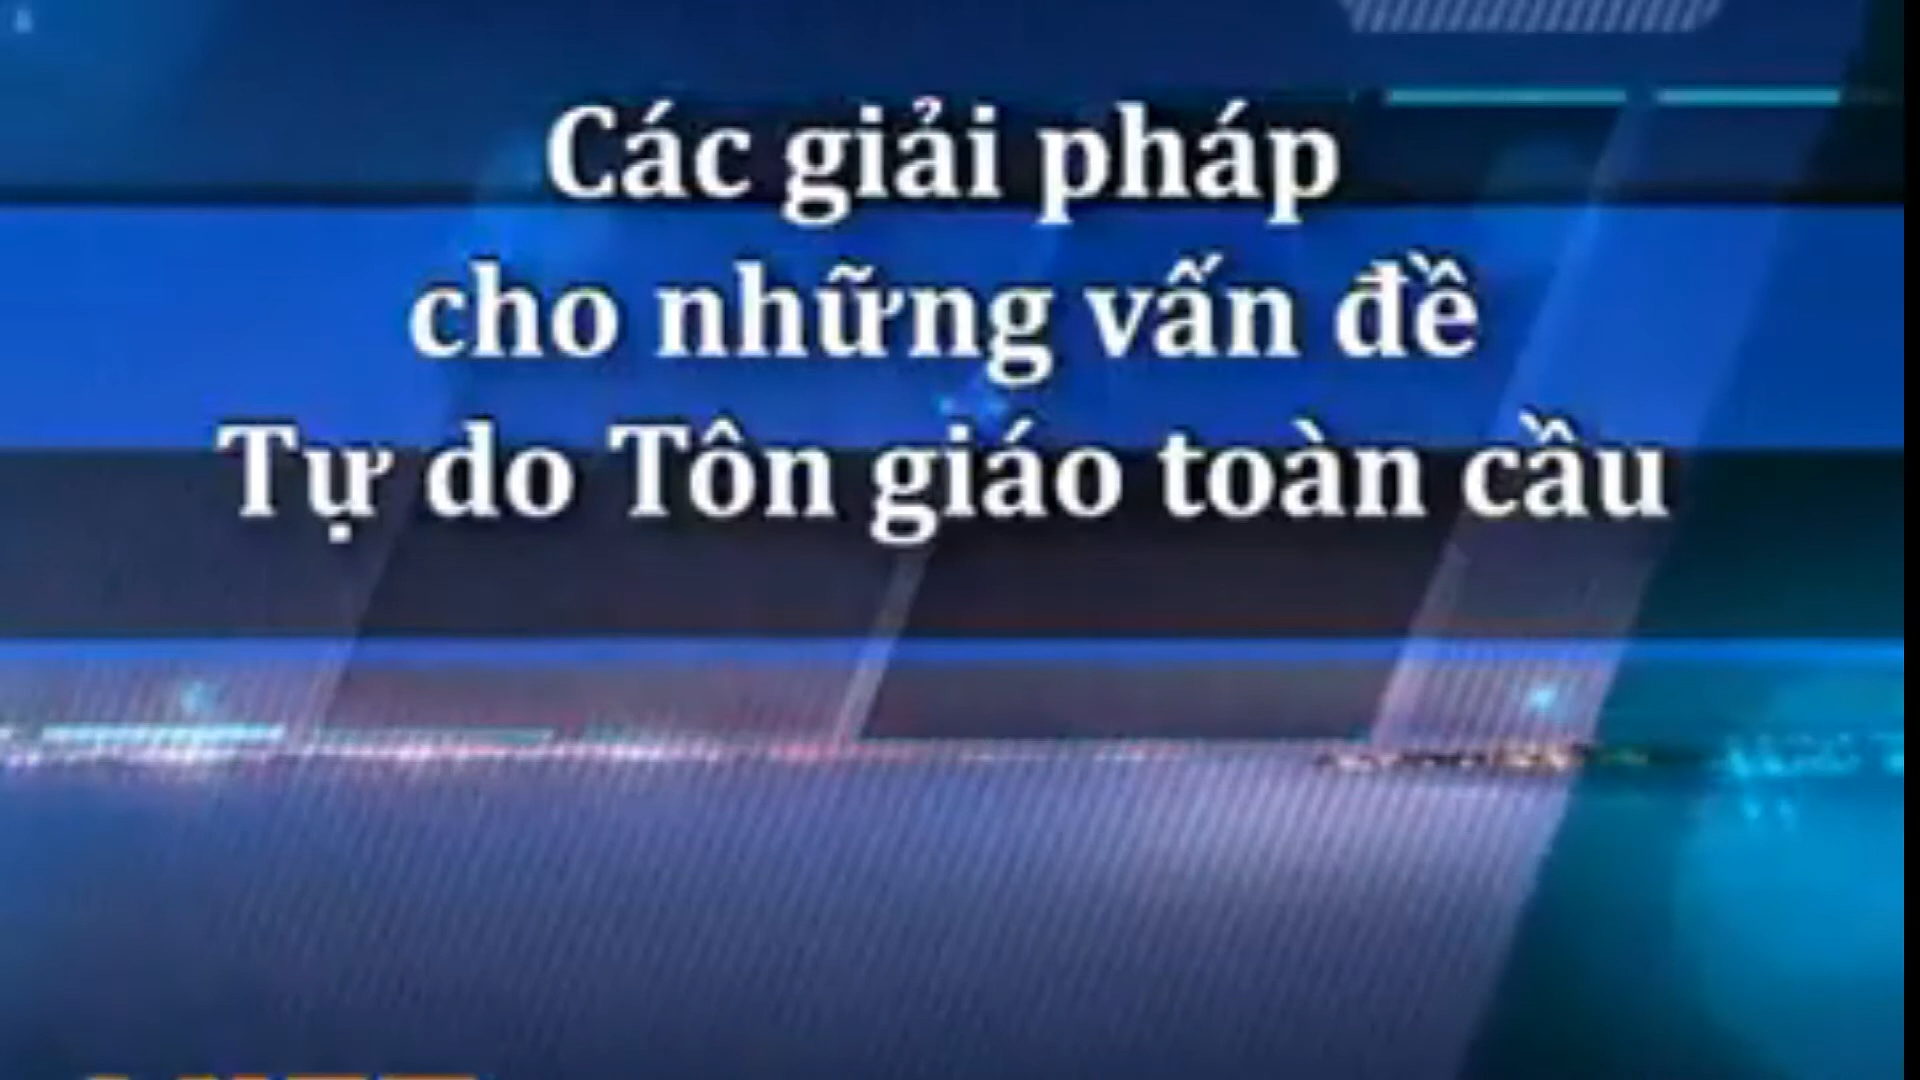 Các giải pháp
cho những vấn đề
Tự do Tôn giáo toàn cầu